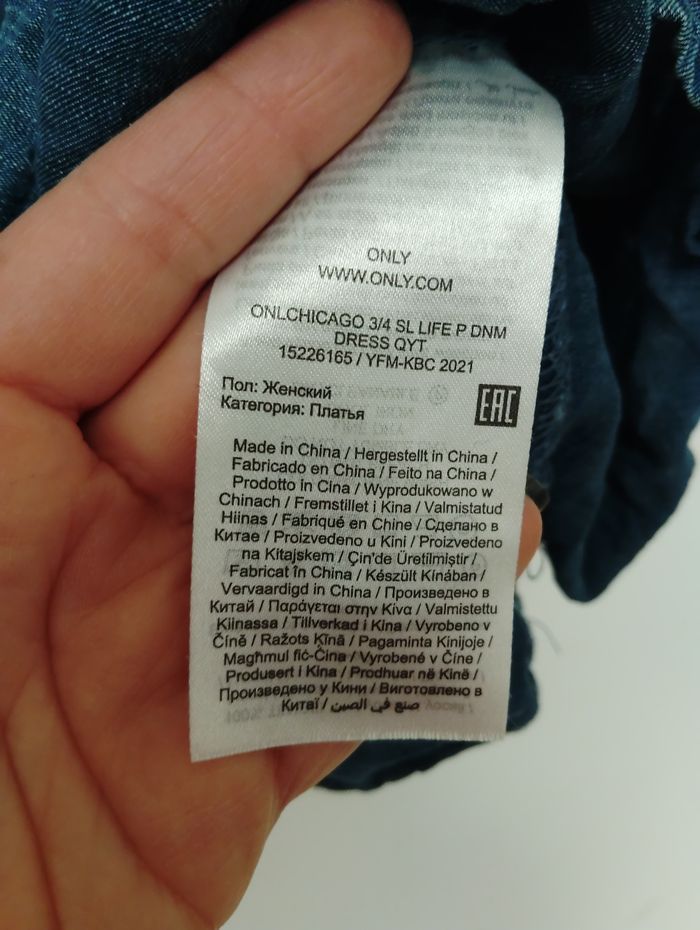 ONLY
WWW.ONLY.COM
ONLCHICAGO 3/4 SL LIFE P DNM
DRESS QYT
15226165 / YFM-KBC 2021
Пол: Женский
Категория: Платья
EAC
Made in China / Hergestellt in China /
Fabricado en China / Feito na China /
Prodotto in Cina / Wyprodukowano w
Chinach / Fremstillet i Kina / Valmistatud
Hiinas / Fabriqué en Chine / Сделано в
Китае / Proizvedeno u Kini / Proizvedeno
na Kitajskem / Çin'de Üretilmiştir /
Fabricat în China / Készült Kínában /
Vervaardigd in China / Произведено в
Китай / Παράγεται στην Κίνα / Valmistettu
Kiinassa / Tillverkad i Kina / Vyrobeno v
Číně / Ražots Ķīnā / Pagaminta Kinijoje /
Magħmul fiċ-Ċina / Vyrobené v Číne /
Produsert i Kina / Prodhuar në Kinë /
Произведено у Кини / Виготовлено в
Китаї / صنع في الصين